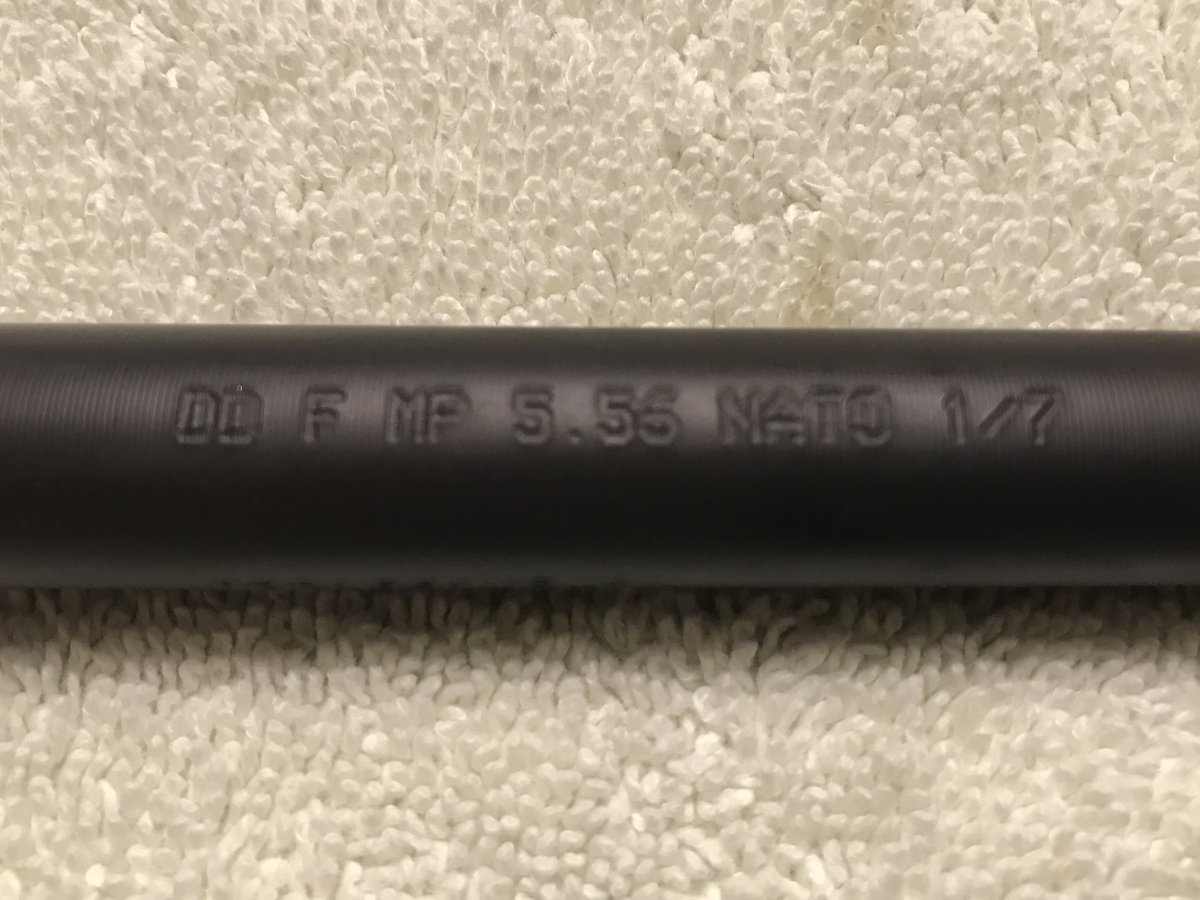 DD F MP 5.56 NATO 1/7